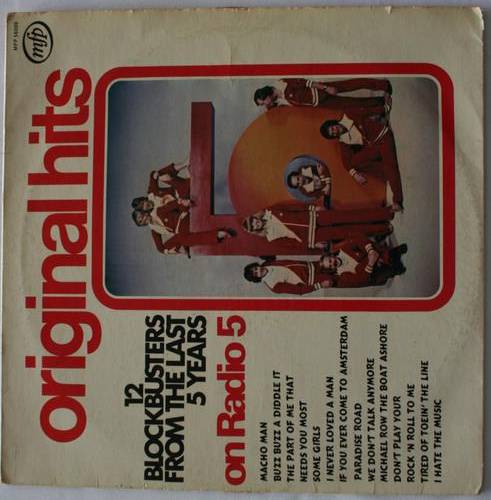 MFP 56000
mfp
original hits
12
BLOCKBUSTERS
FROM THE LAST
5 YEARS
on Radio 5
MACHO MAN
BUZZ BUZZ A DIDDLE IT
THE PART OF ME THAT
NEEDS YOU MOST
SOME GIRLS
I NEVER LOVED A MAN
IF YOU EVER COME TO AMSTERDAM
PARADISE ROAD
WE DON'T TALK ANYMORE
MICHAEL ROW THE BOAT ASHORE
DON'T PLAY YOUR
ROCK 'N ROLL TO ME
TIRED OF TOEIN' THE LINE
I HATE THE MUSIC